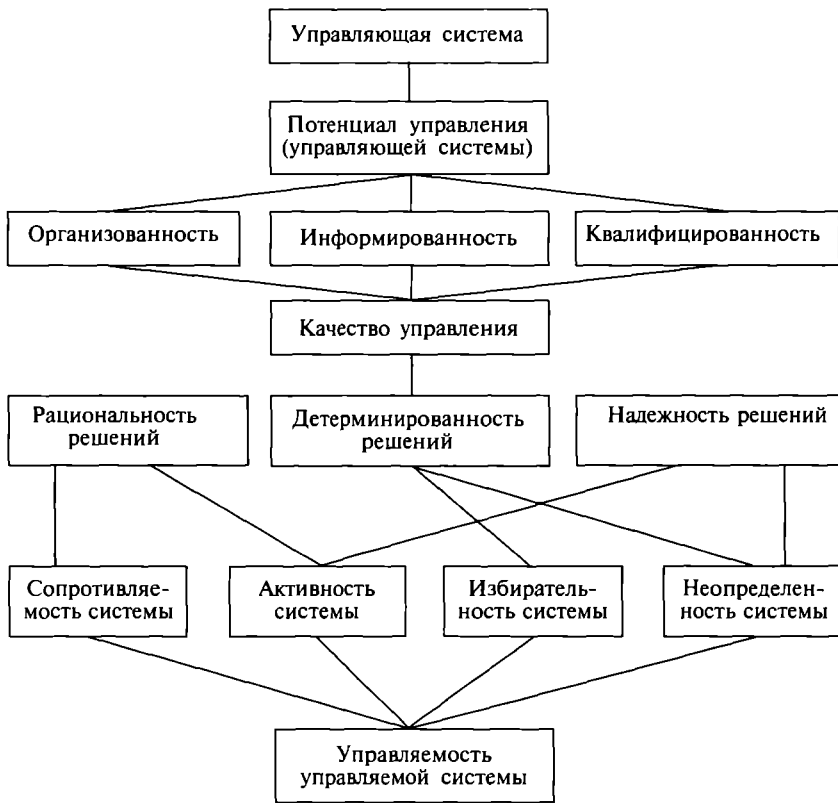 Управляющая система
Потенциал управления
(управляющей системы)
Организованность
Информированность
Квалифицированность
Качество управления
Рациональность
решений
Детерминированность
решений
Надежность решений
Сопротивляе-
мость системы
Активность
системы
Избиратель-
ность системы
Неопределен-
ность системы
Управляемость
управляемой системы